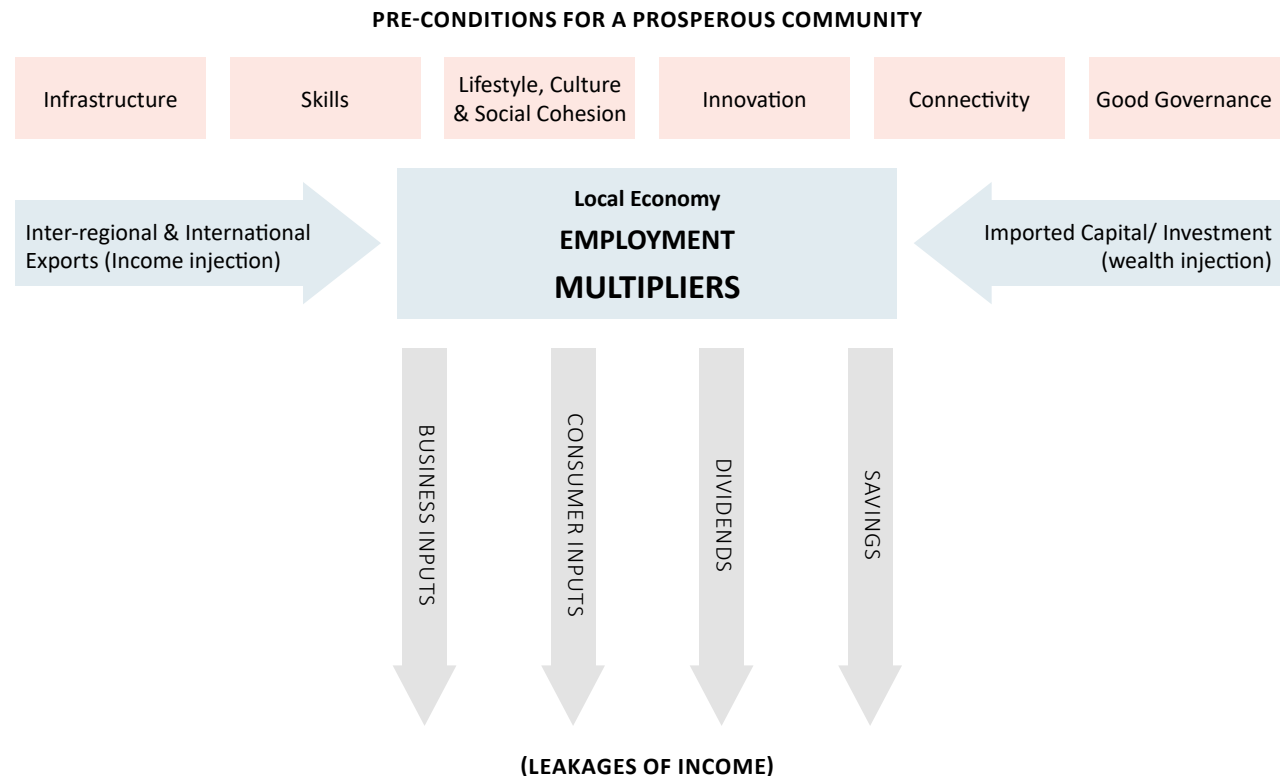 PRE-CONDITIONS FOR A PROSPEROUS COMMUNITY
Infrastructure
Skills
Lifestyle, Culture
& Social Cohesion
Innovation
Connectivity
Good Governance
Inter-regional & International
Exports (Income injection)
Local Economy
EMPLOYMENT
MULTIPLIERS
Imported Capital/ Investment
(wealth injection)
BUSINESS INPUTS
CONSUMER INPUTS
DIVIDENDS
SAVINGS
(LEAKAGES OF INCOME)